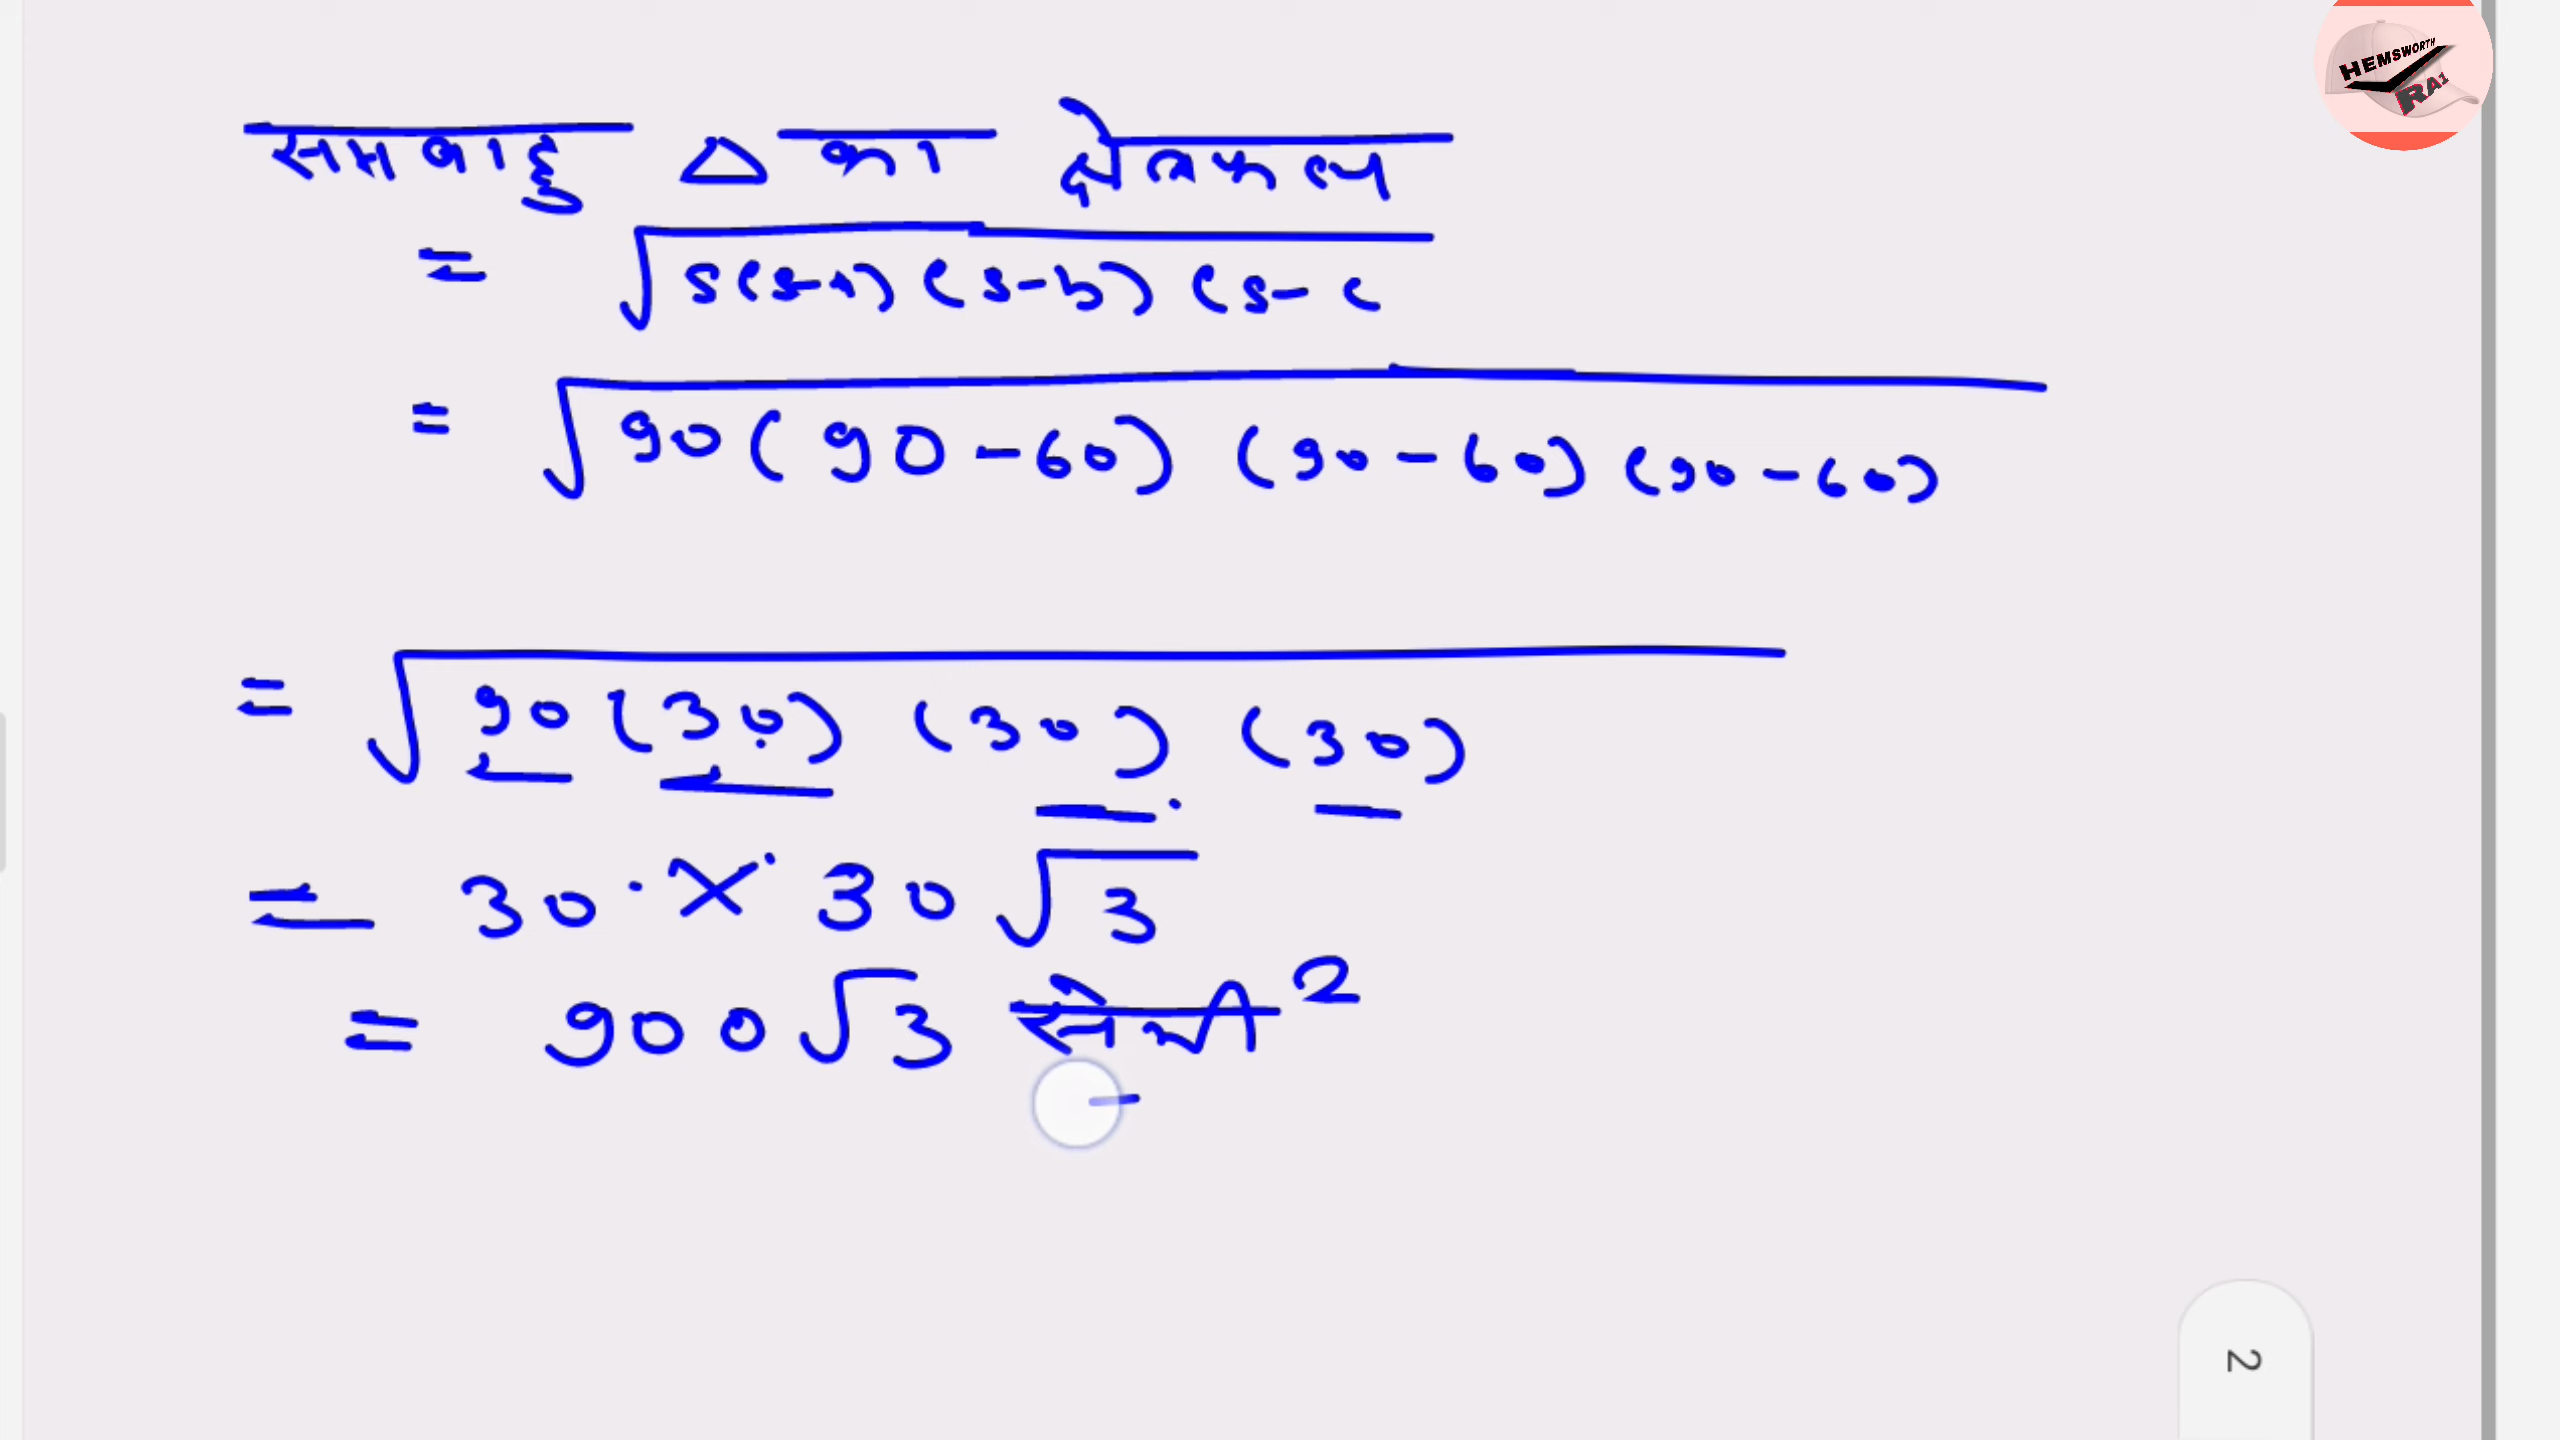 HEMSWORTH
RA1
समबाहु Δ का क्षेत्रफल
= √s(s-a) (s-b) (s-c
= √90(90-60) (90-60) (90-60)
= √90(30) (30) (30)
= 30 × 30√3
= 900√3 सेमी²
2